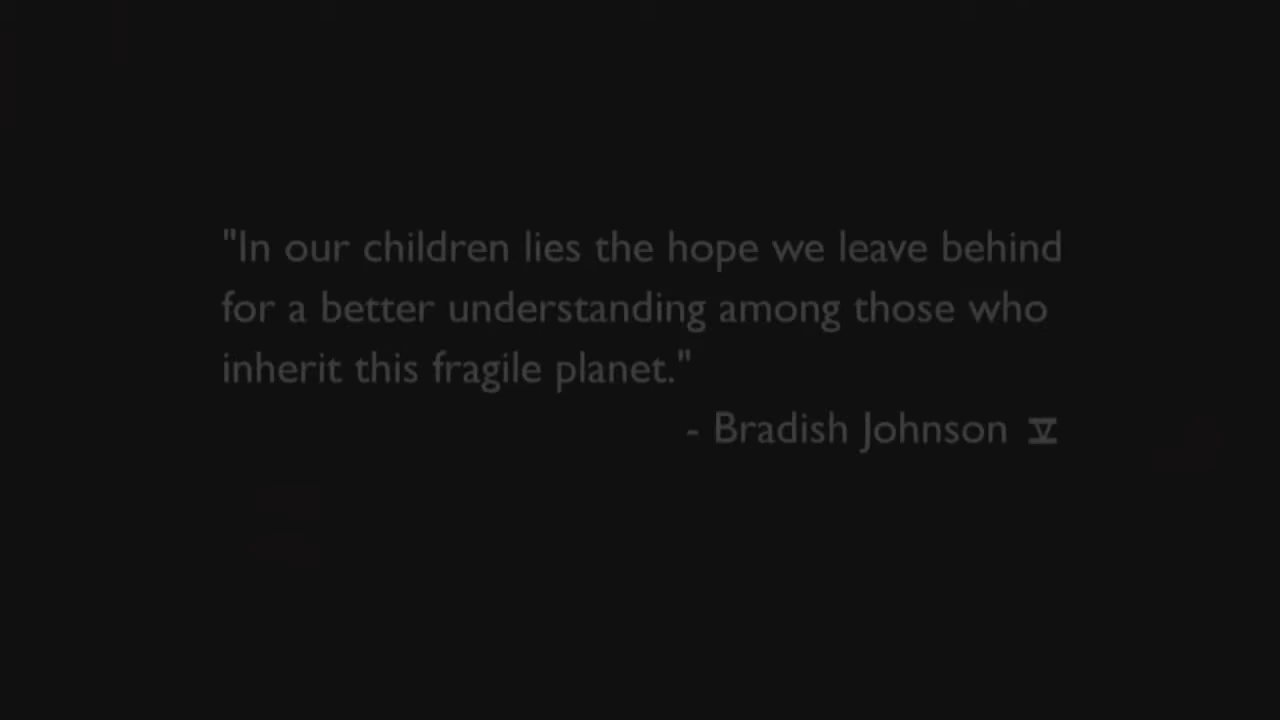 "In our children lies the hope we leave behind
for a better understanding among those who
inherit this fragile planet."
- Bradish Johnson V